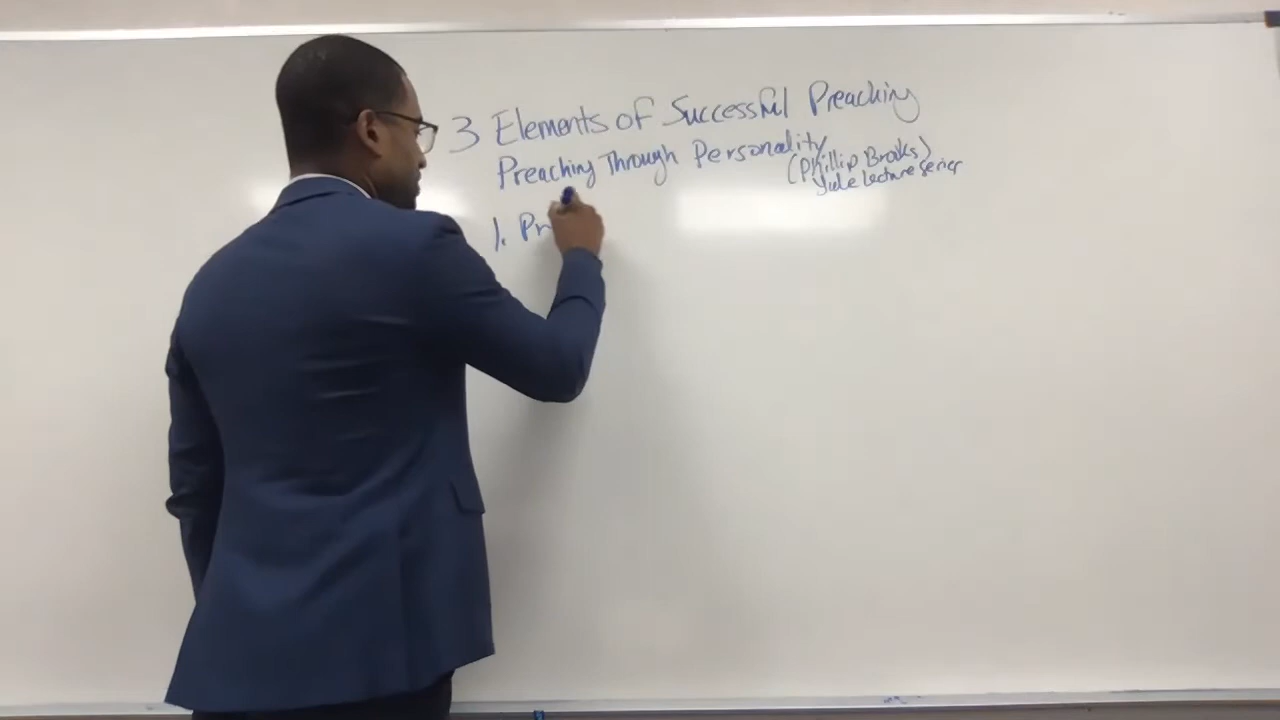 3 Elements of Successful Preaching
Preaching Through Personality
(Phillip Brooks)
Yale Lecture Series
1. Pr